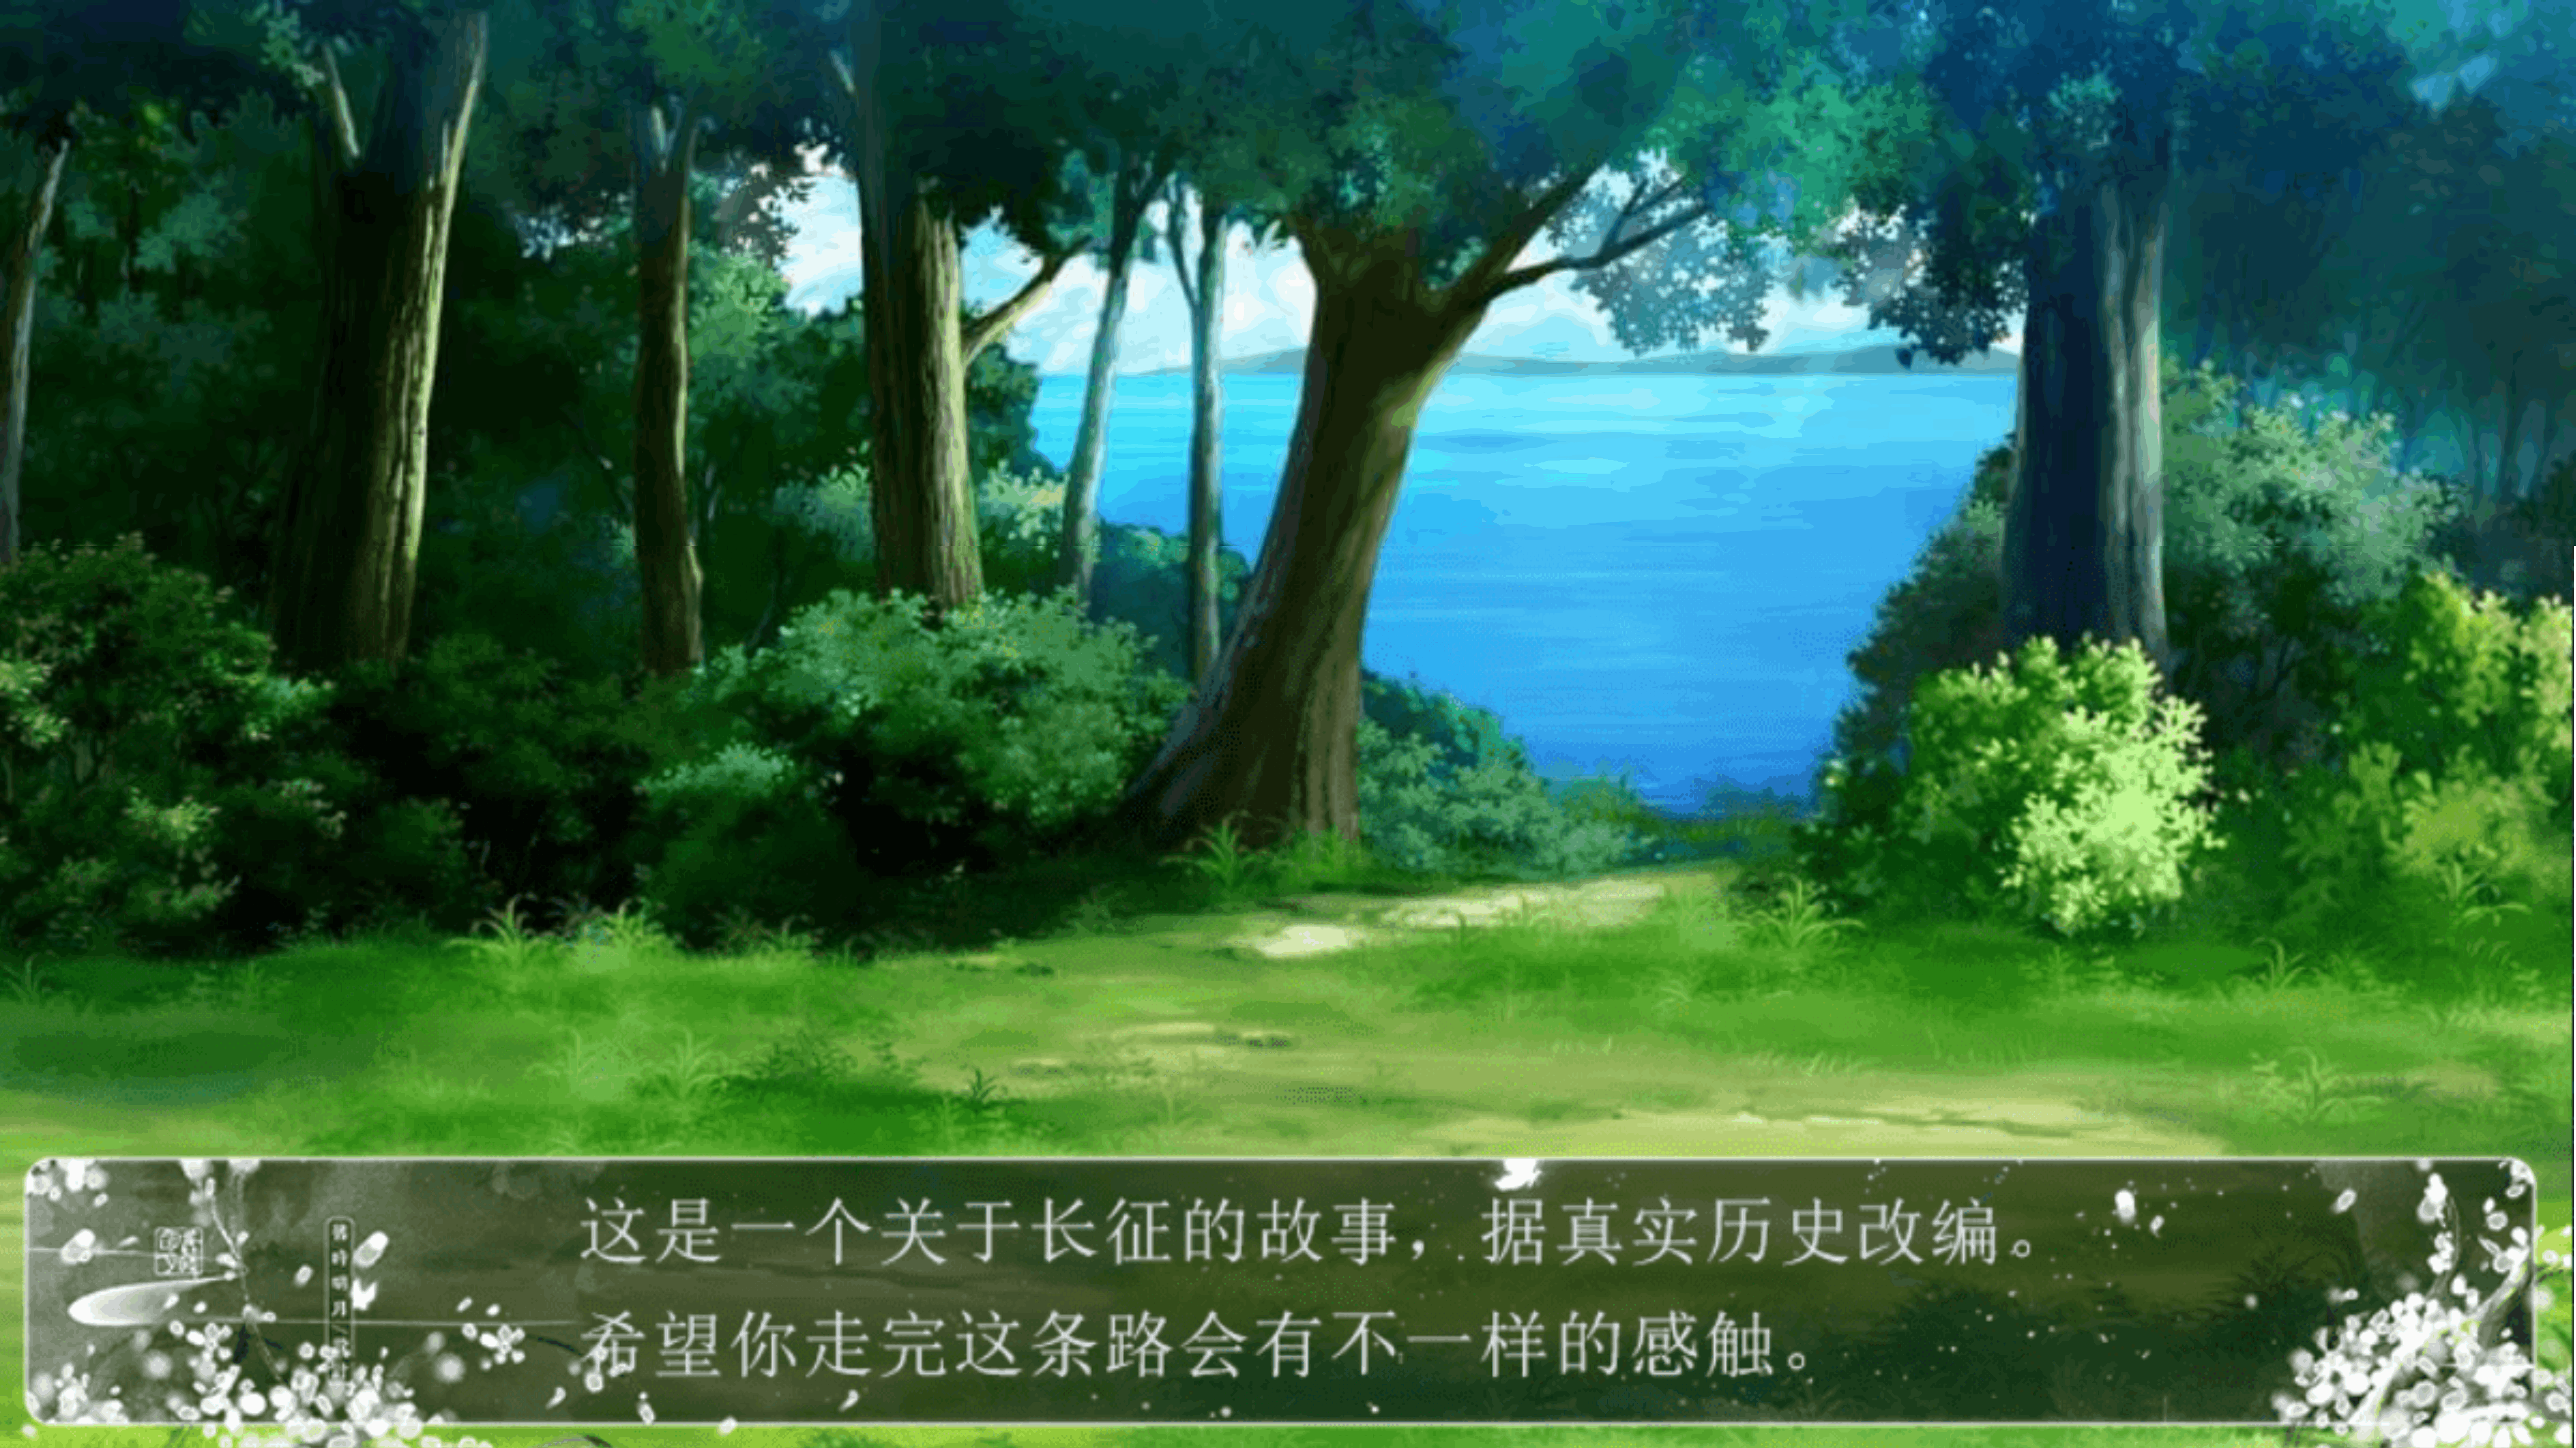 这是一个关于长征的故事，据真实历史改编。
希望你走完这条路会有不一样的感触。